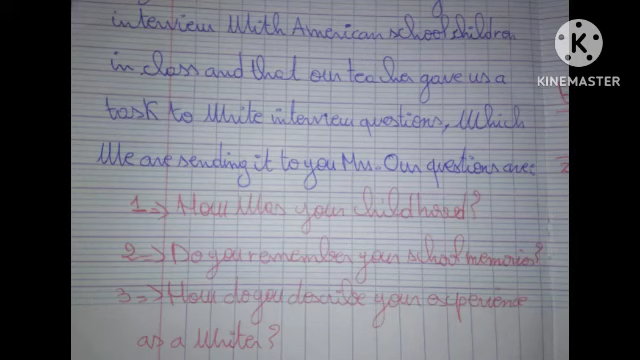 interview With American school children
in class and that our teacher gave us a
task to Write interview questions, Which
We are sending it to you Mrs. Our questions are:
1=> How Was your childhood?
2=> Do you remember your school memories?
3=> How do you describe your experience
as a Writer?
KINEMASTER